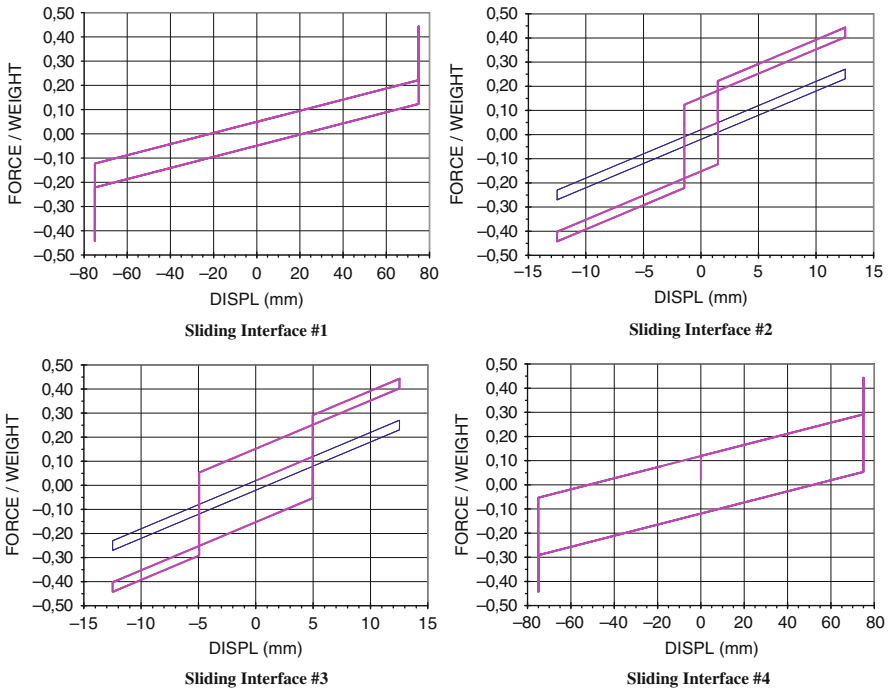 FORCE / WEIGHT
0,50
0,40
0,30
0,20
0,10
0,00
–0,10
–0,20
–0,30
–0,40
–0,50
–80 –60 –40 –20 0 20 40 60 80
DISPL (mm)
Sliding Interface #1
FORCE / WEIGHT
0,50
0,40
0,30
0,20
0,10
0,00
–0,10
–0,20
–0,30
–0,40
–0,50
–15 –10 –5 0 5 10 15
DISPL (mm)
Sliding Interface #2
FORCE / WEIGHT
0,50
0,40
0,30
0,20
0,10
0,00
–0,10
–0,20
–0,30
–0,40
–0,50
–15 –10 –5 0 5 10 15
DISPL (mm)
Sliding Interface #3
FORCE / WEIGHT
0,50
0,40
0,30
0,20
0,10
0,00
–0,10
–0,20
–0,30
–0,40
–0,50
–80 –60 –40 –20 0 20 40 60 80
DISPL (mm)
Sliding Interface #4